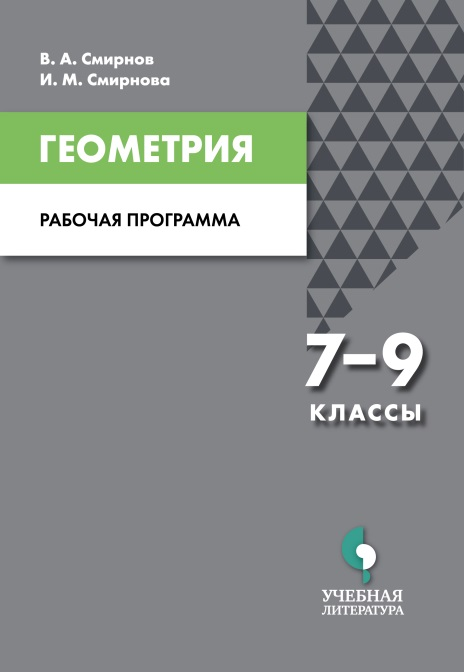 В. А. Смирнов
И. М. Смирнова
ГЕОМЕТРИЯ
РАБОЧАЯ ПРОГРАММА
7–9
КЛАССЫ
УЧЕБНАЯ
ЛИТЕРАТУРА